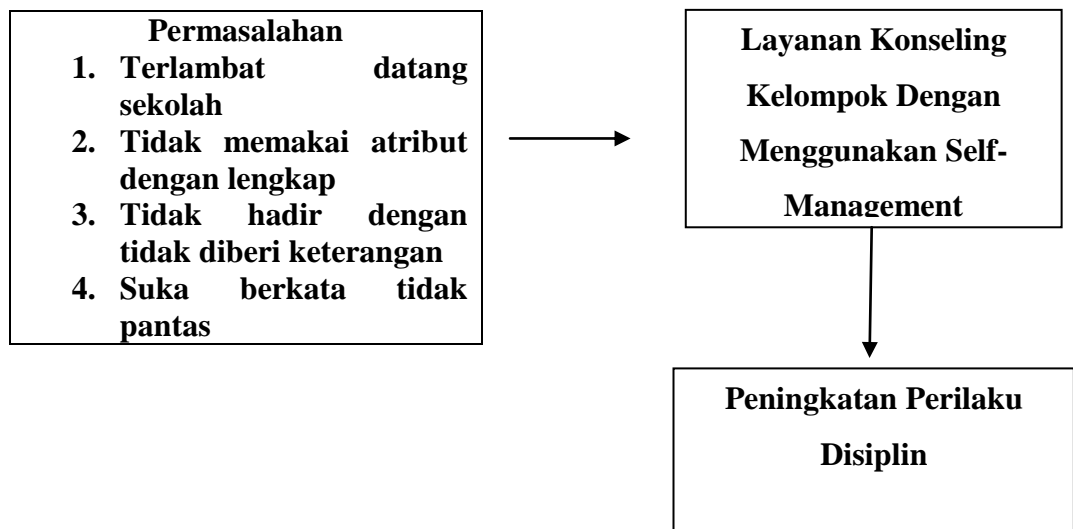 Permasalahan
1. Terlambat datang
sekolah
2. Tidak memakai atribut
dengan lengkap
3. Tidak hadir dengan
tidak diberi keterangan
4. Suka berkata tidak
pantas
Layanan Konseling
Kelompok Dengan
Menggunakan Self-
Management
Peningkatan Perilaku
Disiplin